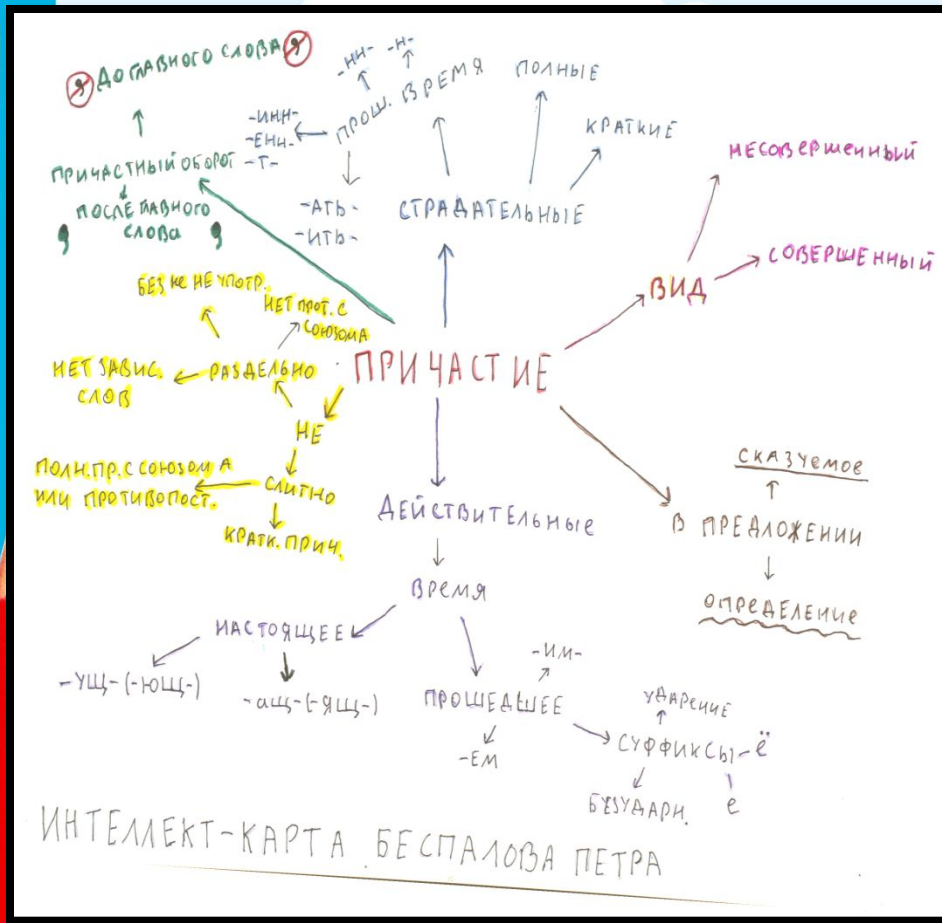 ДО ГЛАВНОГО СЛОВА
ПРИЧАСТНЫЙ ОБОРОТ
ПОСЛЕ ГЛАВНОГО
СЛОВА
-ИНН-
-ЕНН-
-Т-
-НН-
-Н-
ПРОШ. ВРЕМЯ
-АТЬ-
-ИТЬ-
ПОЛНЫЕ
КРАТКИЕ
СТРАДАТЕЛЬНЫЕ
НЕСОВЕРШЕННЫЙ
СОВЕРШЕННЫЙ
ВИД
БЕЗ НЕ НЕ УПОТР.
НЕТ ПРОТ. С
СОЮЗОМ А
НЕТ ЗАВИС.
СЛОВ
РАЗДЕЛЬНО
ПРИЧАСТИЕ
НЕ
ПОЛН. ПР. С СОЮЗОМ А
ИЛИ ПРОТИВОПОСТ.
СЛИТНО
КРАТК. ПРИЧ.
ДЕЙСТВИТЕЛЬНЫЕ
СКАЗУЕМОЕ
В ПРЕДЛОЖЕНИИ
ОПРЕДЕЛЕНИЕ
ВРЕМЯ
НАСТОЯЩЕЕ
-УЩ-(-ЮЩ-)
-АЩ-(-ЯЩ-)
ПРОШЕДШЕЕ
-ИМ-
-ЕМ
УДАРЕНИЕ
СУФФИКСЫ-Ё
БЕЗУДАРН.
Е
ИНТЕЛЛЕКТ-КАРТА БЕСПАЛОВА ПЕТРА